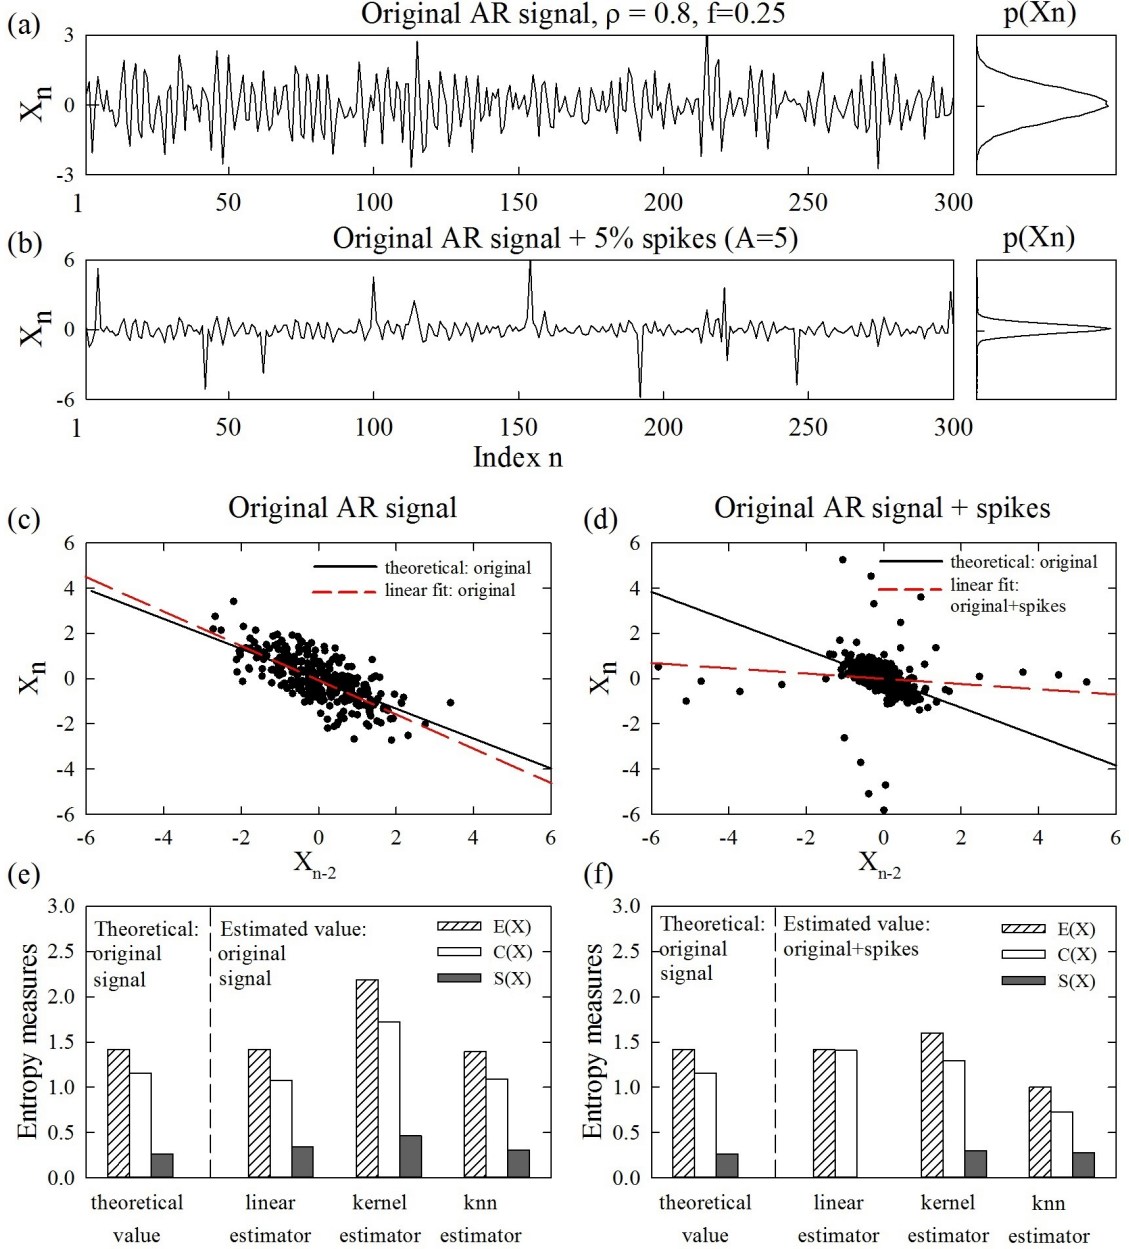 (a) Original AR signal, ρ = 0.8, f=0.25 p(Xn)
3
0
-3
Xn
1 50 100 150 200 250 300
(b) Original AR signal + 5% spikes (A=5) p(Xn)
6
0
-6
Xn
1 50 100 150 200 250 300
Index n
(c) Original AR signal
6
4
2
0
-2
-4
-6
Xn
theoretical: original
linear fit: original
-6 -4 -2 0 2 4 6
Xn-2
(d) Original AR signal + spikes
6
4
2
0
-2
-4
-6
Xn
theoretical: original
linear fit:
original+spikes
-6 -4 -2 0 2 4 6
Xn-2
(e)
3.0
2.5
2.0
1.5
1.0
0.5
0.0
Entropy measures
Theoretical:
original
signal
Estimated value:
original
signal
E(X)
C(X)
S(X)
theoretical linear kernel knn
value estimator estimator estimator
(f)
3.0
2.5
2.0
1.5
1.0
0.5
0.0
Entropy measures
Theoretical:
original
signal
Estimated value:
original+spikes
E(X)
C(X)
S(X)
theoretical linear kernel knn
value estimator estimator estimator